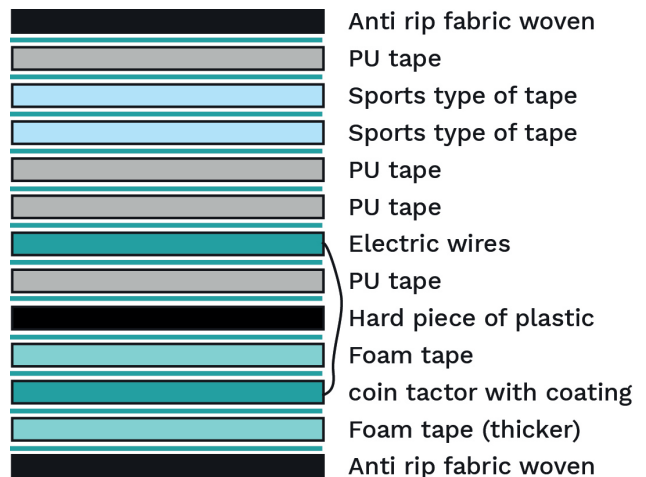 Anti rip fabric woven
PU tape
Sports type of tape
Sports type of tape
PU tape
PU tape
Electric wires
PU tape
Hard piece of plastic
Foam tape
coin tactor with coating
Foam tape (thicker)
Anti rip fabric woven